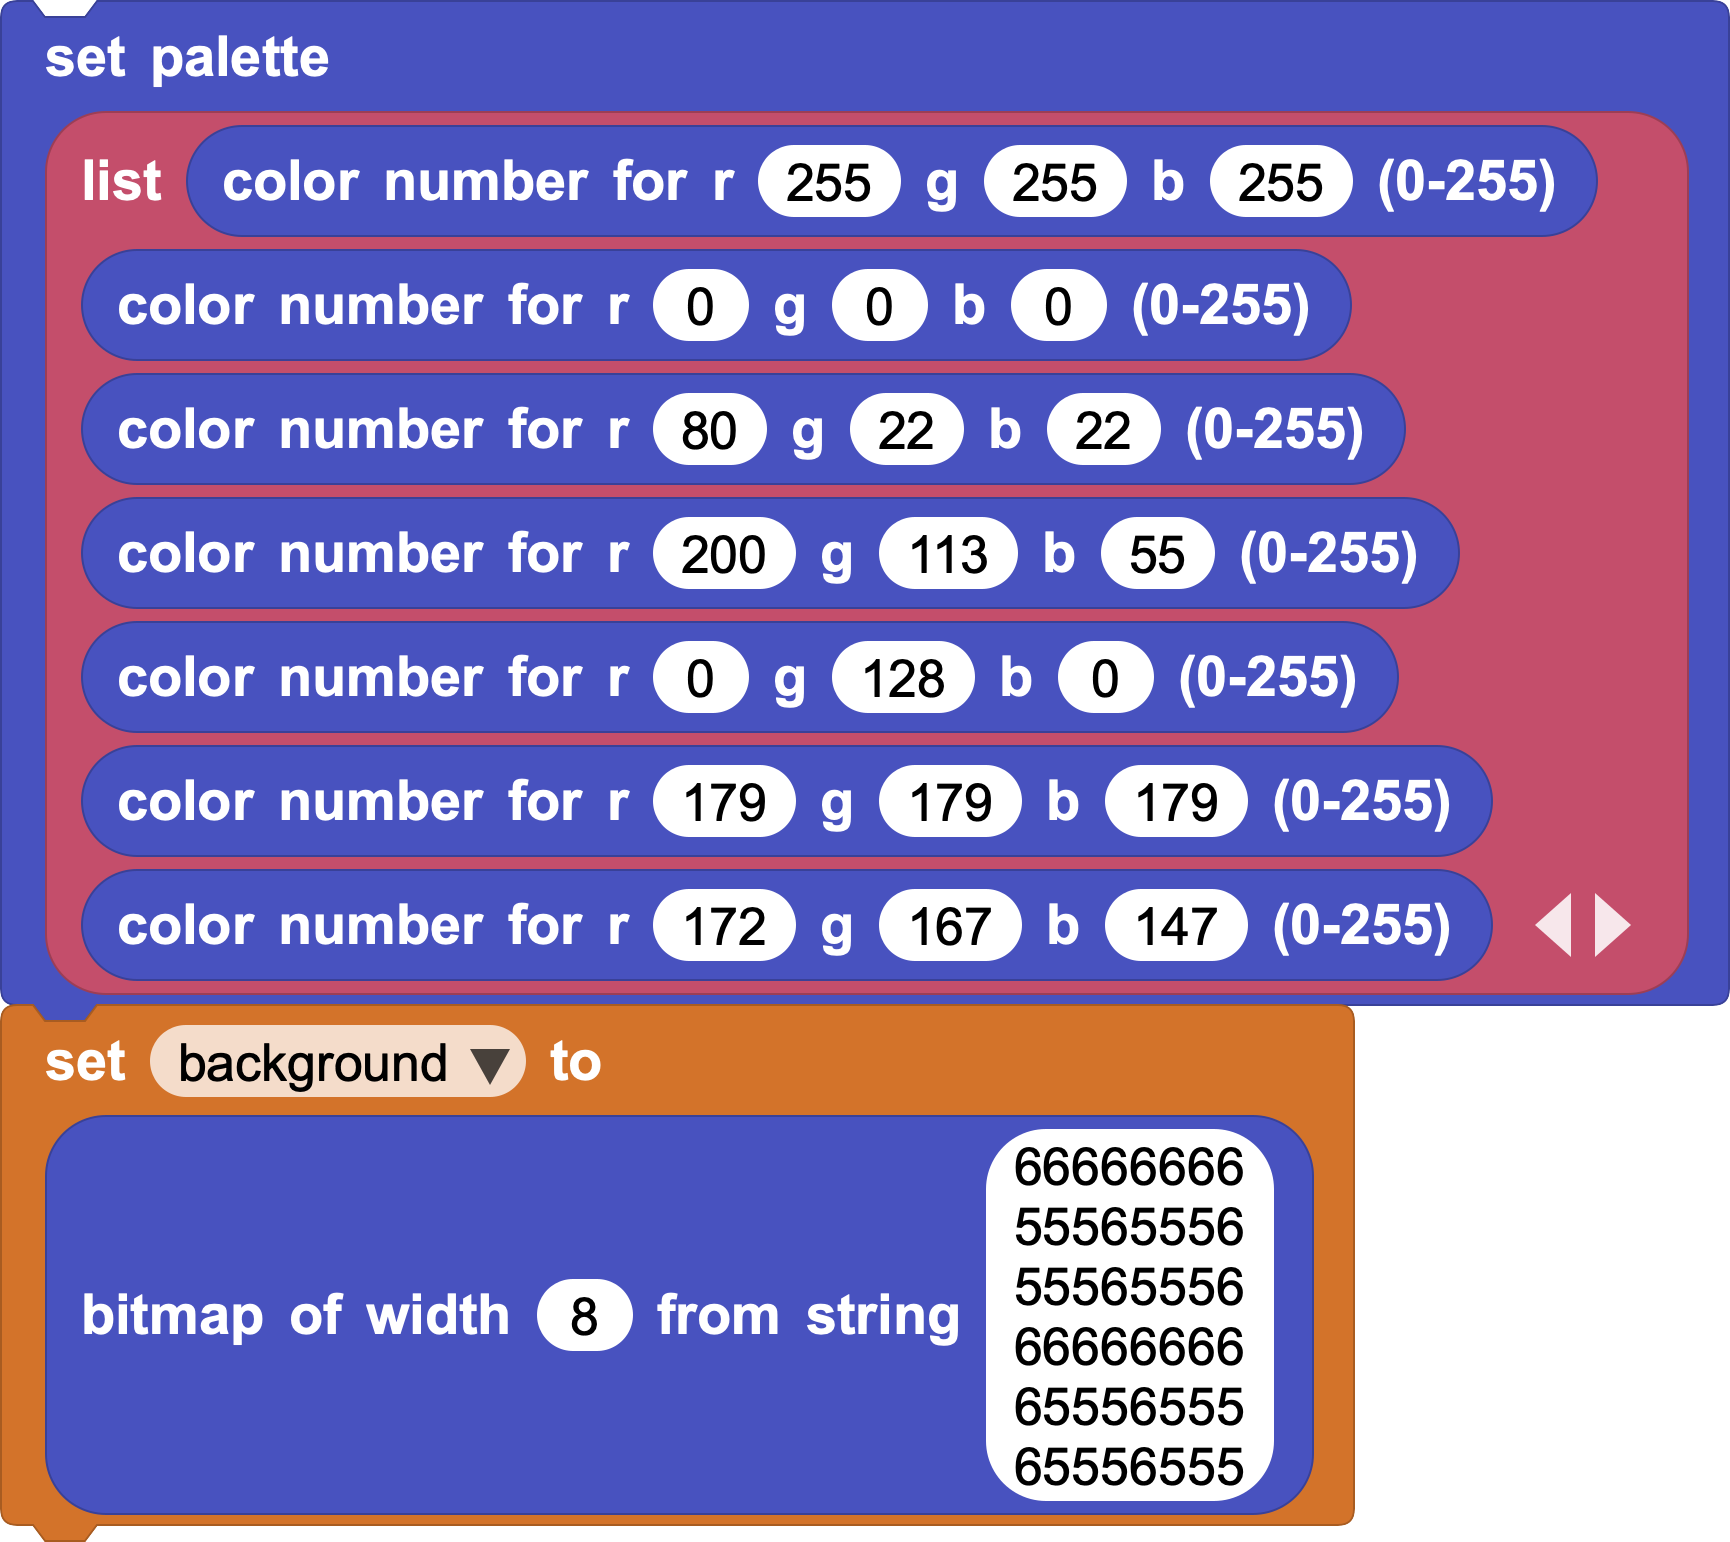 set palette
list color number for r 255 g 255 b 255 (0-255)
color number for r 0 g 0 b 0 (0-255)
color number for r 80 g 22 b 22 (0-255)
color number for r 200 g 113 b 55 (0-255)
color number for r 0 g 128 b 0 (0-255)
color number for r 179 g 179 b 179 (0-255)
color number for r 172 g 167 b 147 (0-255)
set background to
bitmap of width 8 from string
66666666
55565556
55565556
66666666
65556555
65556555